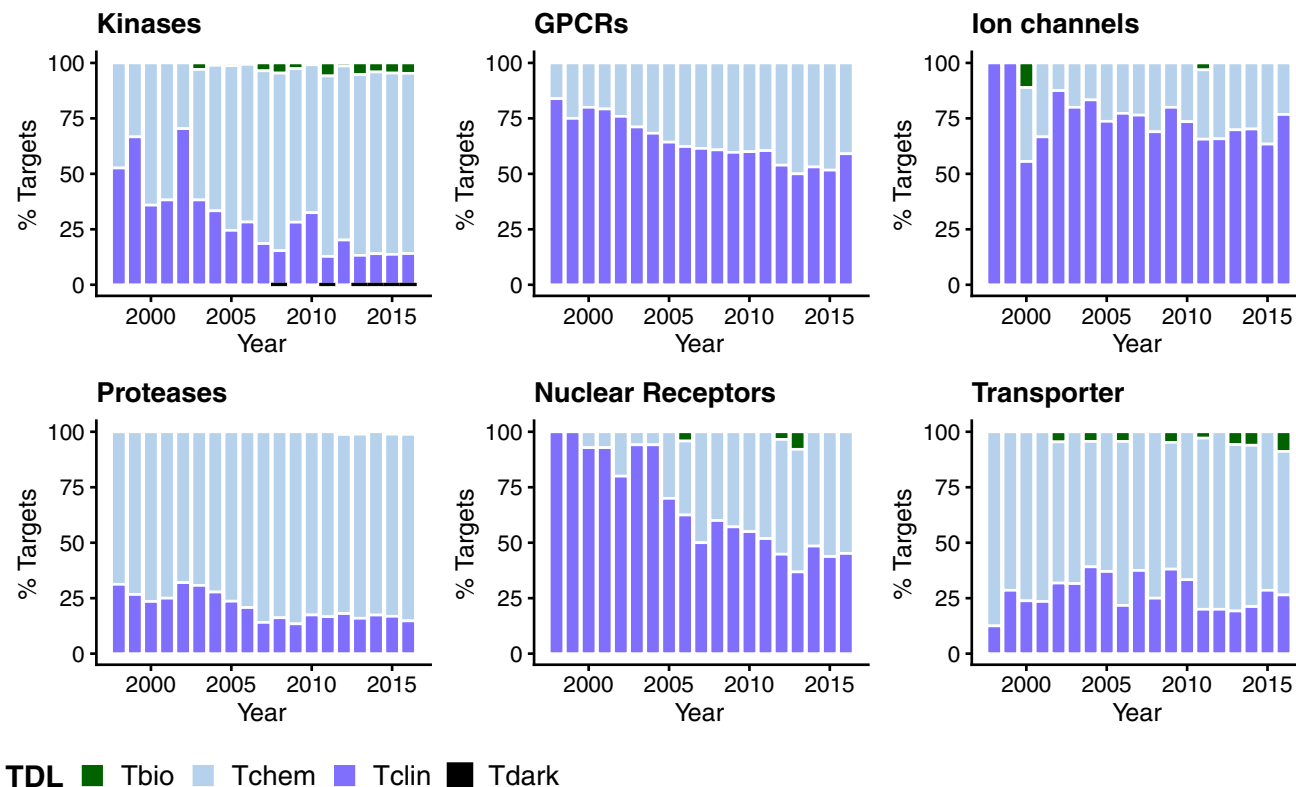 Kinases
100
75
50
25
0
% Targets
2000 2005 2010 2015
Year
GPCRs
100
75
50
25
0
% Targets
2000 2005 2010 2015
Year
Ion channels
100
75
50
25
0
% Targets
2000 2005 2010 2015
Year
Proteases
100
75
50
25
0
% Targets
2000 2005 2010 2015
Year
Nuclear Receptors
100
75
50
25
0
% Targets
2000 2005 2010 2015
Year
Transporter
100
75
50
25
0
% Targets
2000 2005 2010 2015
Year
TDL Tbio Tchem Tclin Tdark